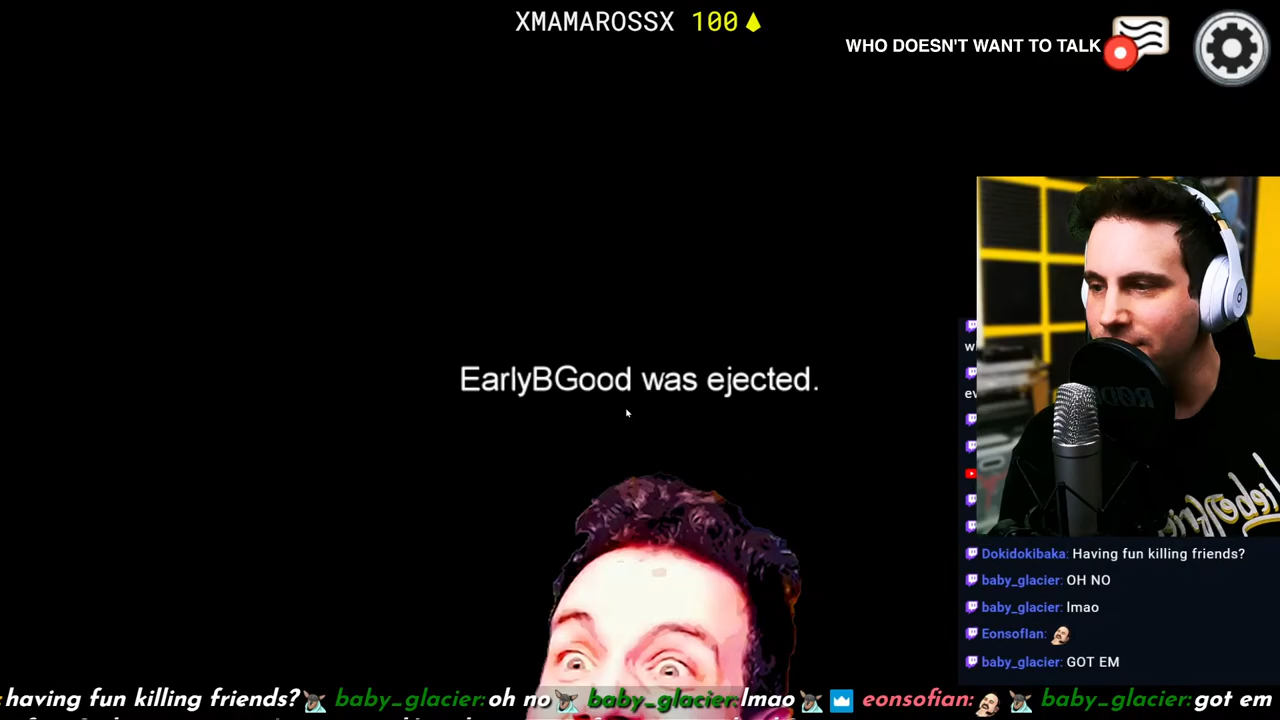 XMAMAROSSX 100
WHO DOESN'T WANT TO TALK
EarlyBGood was ejected.
Dokidokibaka: Having fun killing friends?
baby_glacier: OH NO
baby_glacier: lmao
Eonsoflan:
baby_glacier: GOT EM
having fun killing friends? baby_glacier: oh no baby_glacier: lmao eonsofian: baby_glacier: got em